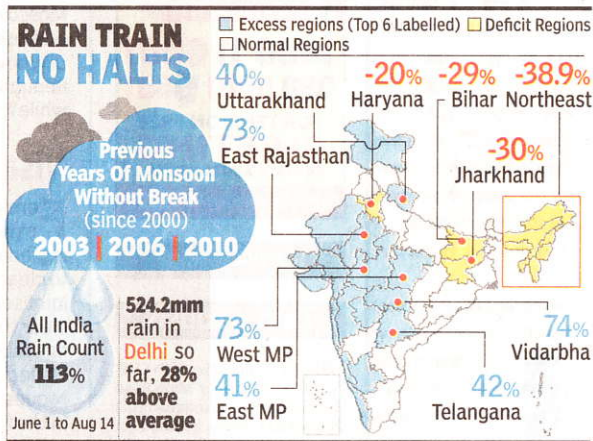 RAIN TRAIN
NO HALTS
Excess regions (Top 6 Labelled)
Deficit Regions
Normal Regions
40%
Uttarakhand
-20%
Haryana
-29%
Bihar
-38.9%
Northeast
73%
East Rajasthan
-30%
Jharkhand
Previous
Years Of Monsoon
Without Break
(since 2000)
2003 | 2006 | 2010
All India
Rain Count
113%
June 1 to Aug 14
524.2mm
rain in
Delhi so
far, 28%
above
average
73%
West MP
41%
East MP
74%
Vidarbha
42%
Telangana